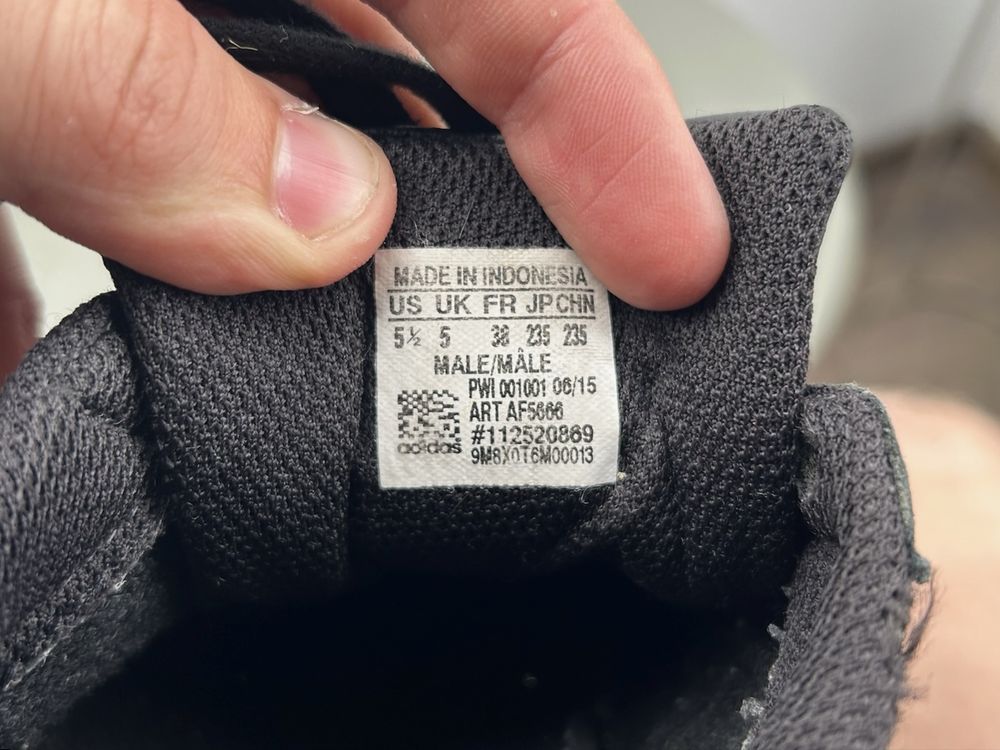 MADE IN INDONESIA
US UK FR JP CHN
5½ 5 38 235 235
MALE/MÂLE
PWI 001001 06/15
ART AF5666
#112520869
adidas 9M8X0T6M00013